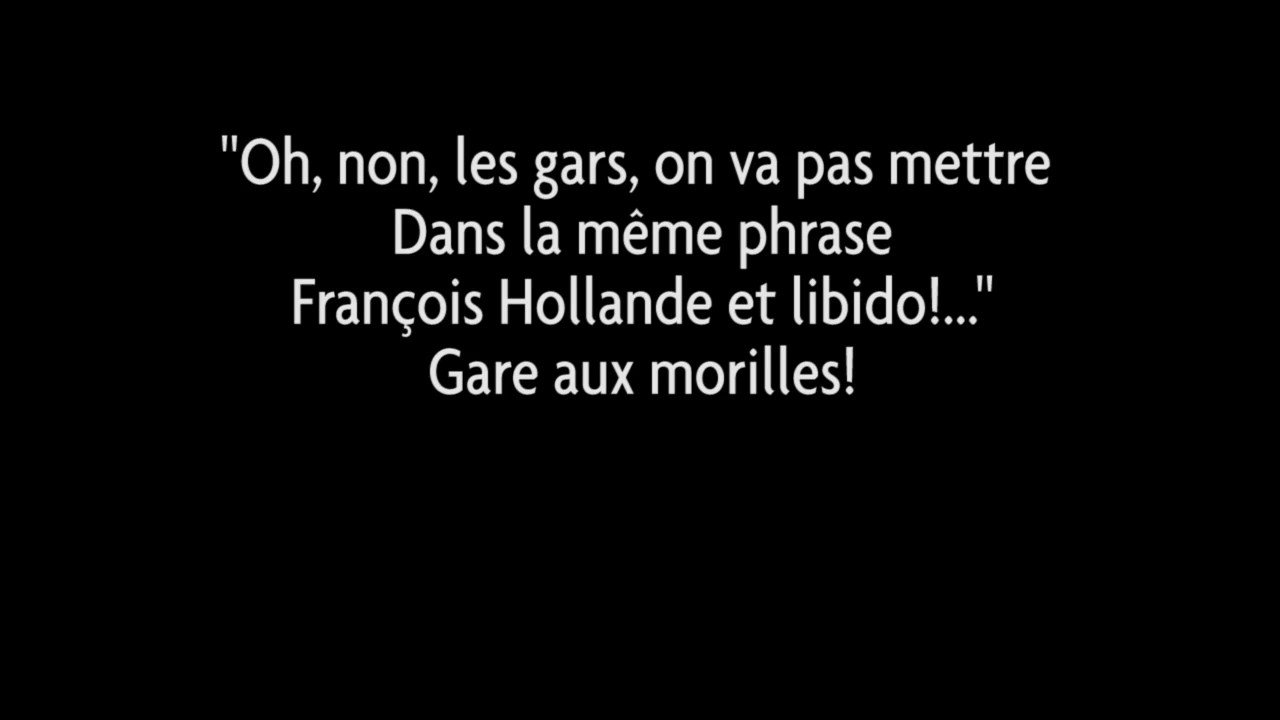 "Oh, non, les gars, on va pas mettre
Dans la même phrase
François Hollande et libido!..."
Gare aux morilles!